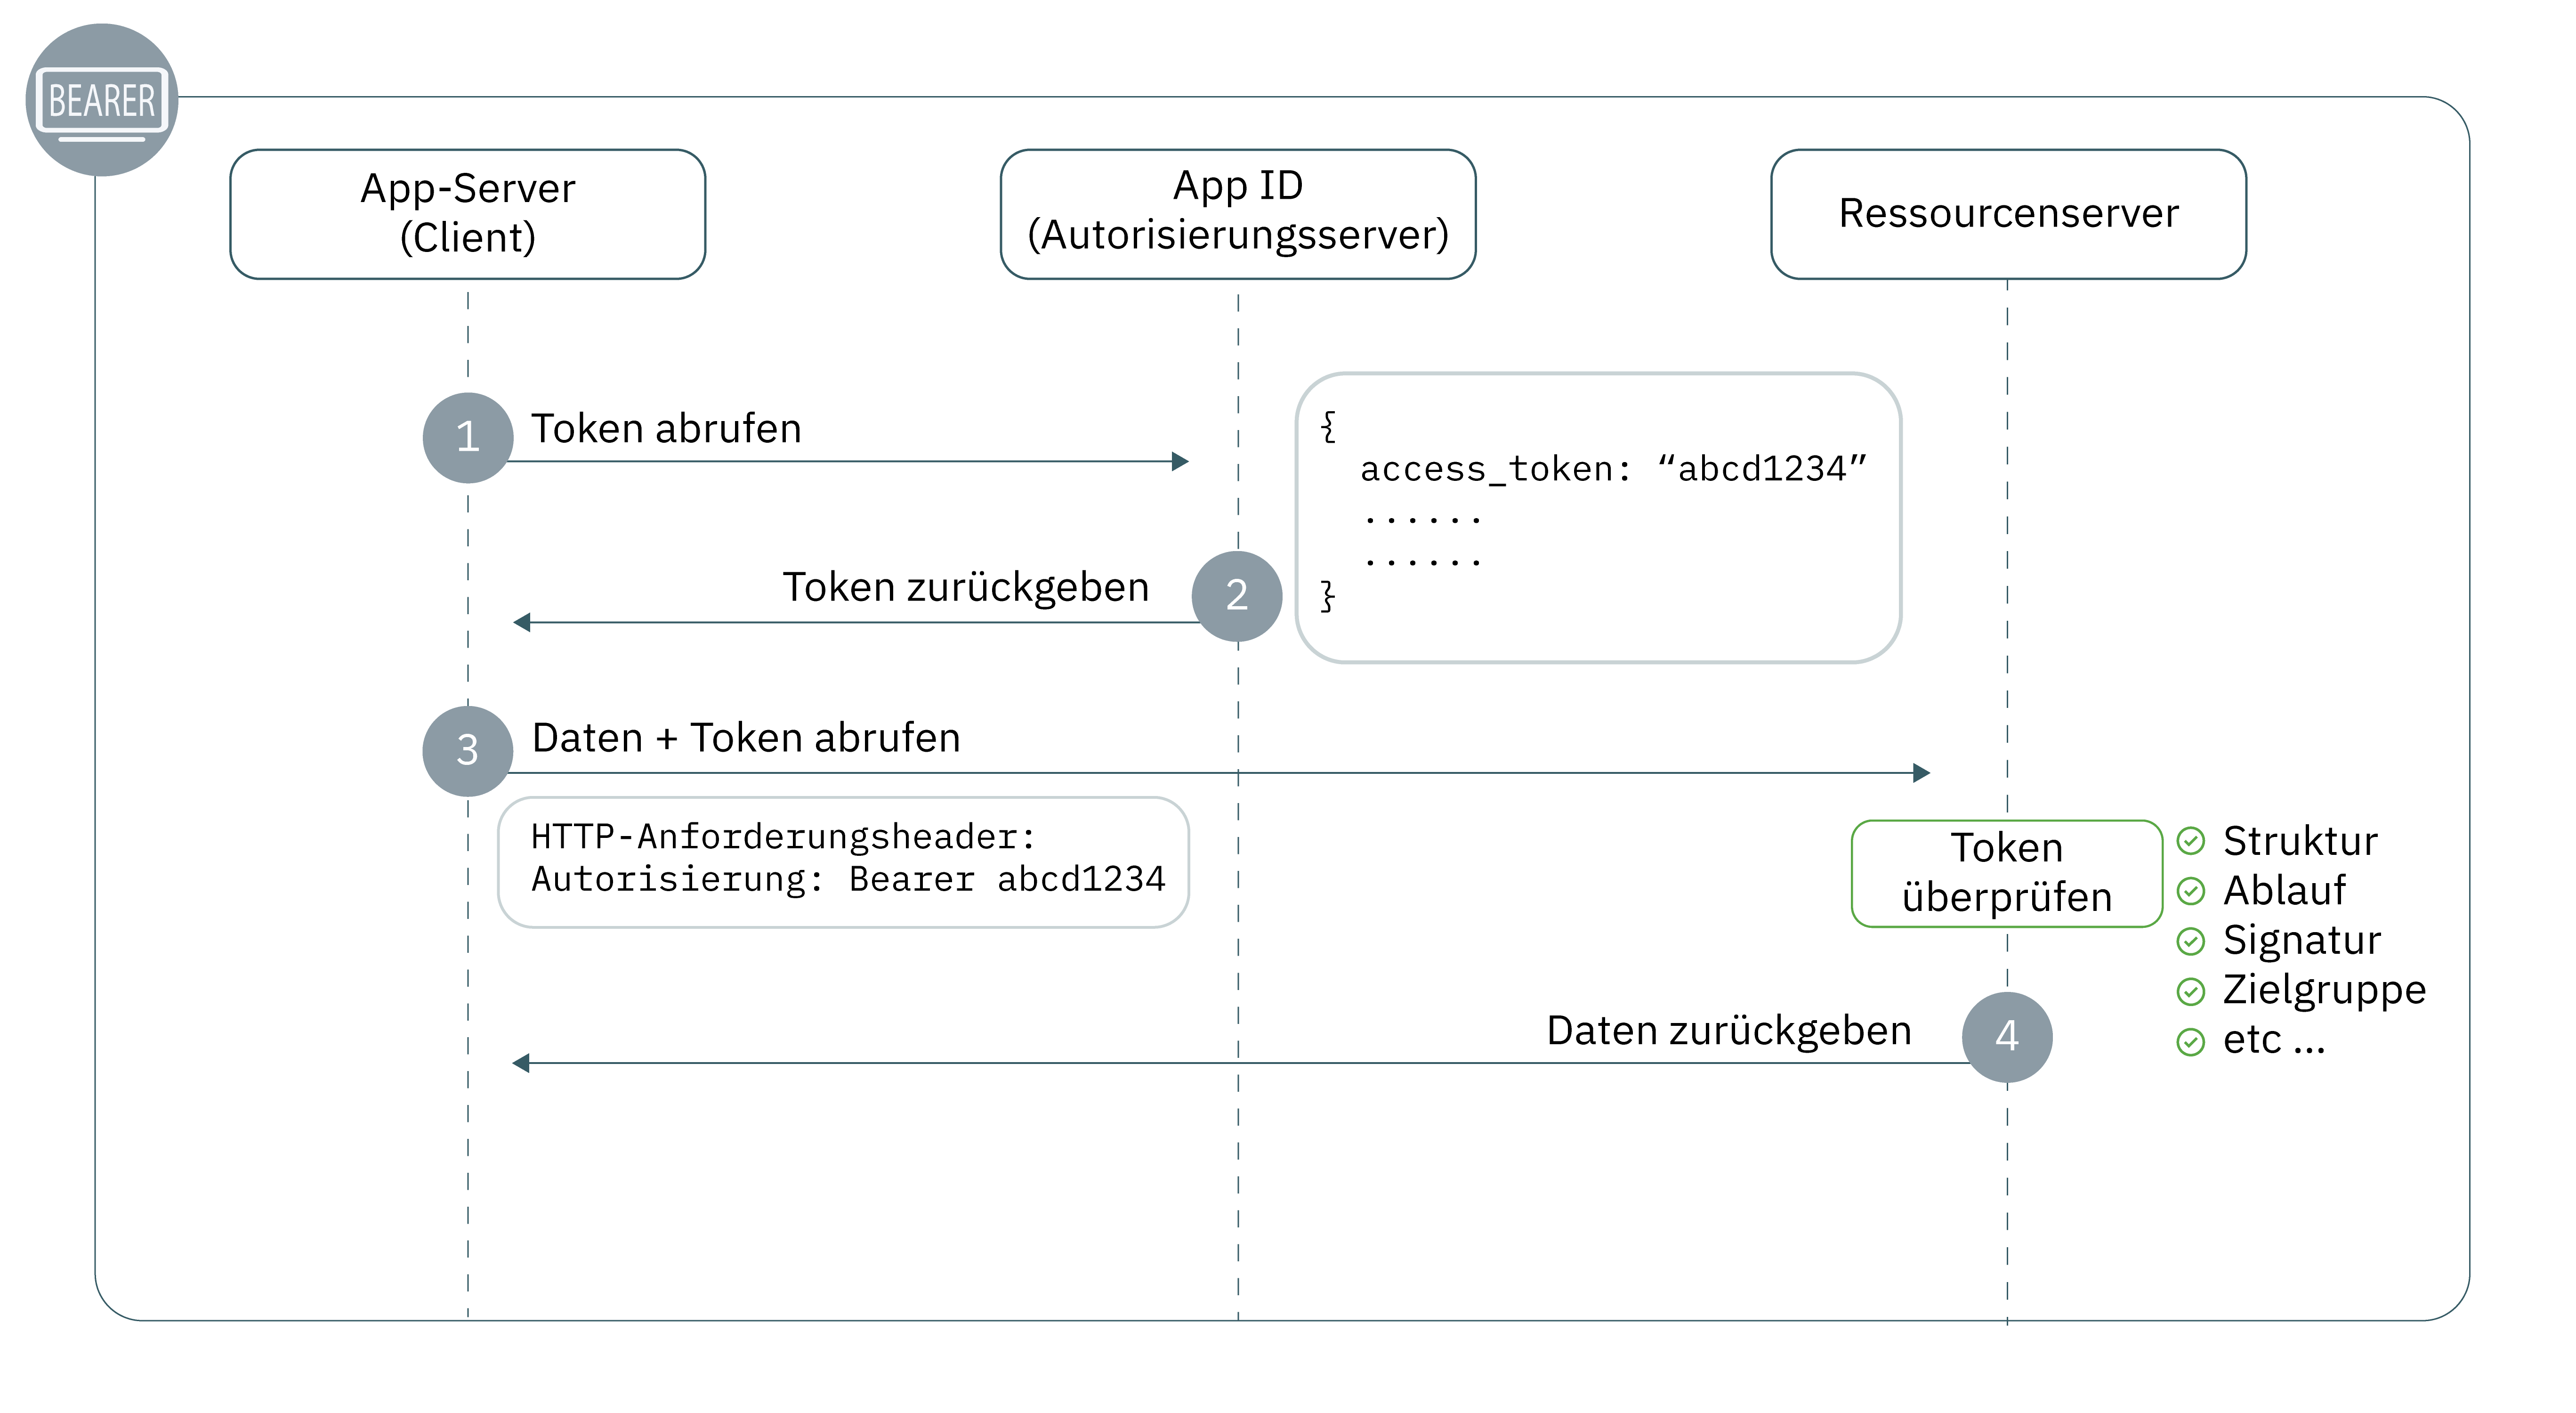 BEARER
App-Server
(Client)
App ID
(Autorisierungsserver)
Ressourcenserver
1
Token abrufen
{
access_token: “abcd1234”
......
......
}
Token zurückgeben
2
3
Daten + Token abrufen
HTTP-Anforderungsheader:
Autorisierung: Bearer abcd1234
Token
überprüfen
Struktur
Ablauf
Signatur
Zielgruppe
etc ...
Daten zurückgeben
4